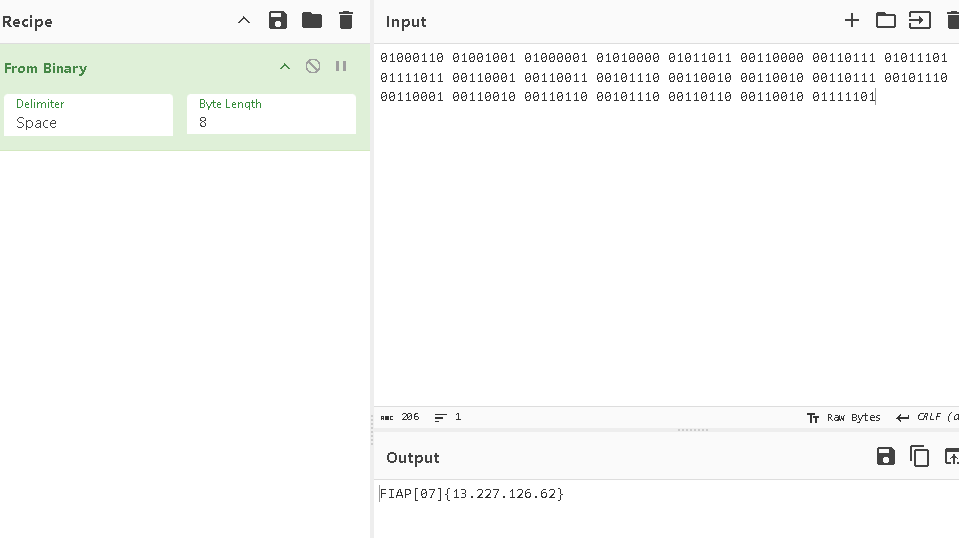 Recipe
From Binary
Delimiter
Space
Byte Length
8
Input
01000110 01001001 01000001 01010000 01011011 00110000 00110111 01011101
01111011 00110001 00110011 00101110 00110010 00110010 00110111 00101110
00110001 00110010 00110110 00101110 00110110 00110010 01111101
ABC 206 1
Raw Bytes CRLF (a
Output
FIAP[07]{13.227.126.62}